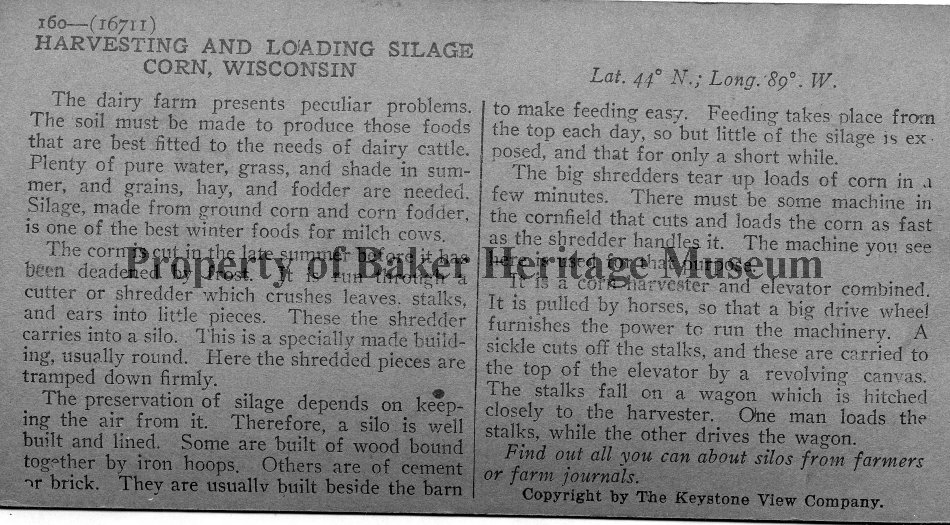 160—(16711)
HARVESTING AND LOADING SILAGE
CORN, WISCONSIN
The dairy farm presents peculiar problems.
The soil must be made to produce those foods
that are best fitted to the needs of dairy cattle.
Plenty of pure water, grass, and shade in sum-
mer, and grains, hay, and fodder are needed.
Silage, made from ground corn and corn fodder,
is one of the best winter foods for milch cows.
The corn is cut in the late summer before it has
been deadened by frost. It is run through a
cutter or shredder which crushes leaves, stalks,
and ears into little pieces. These the shredder
carries into a silo. This is a specially made build-
ing, usually round. Here the shredded pieces are
tramped down firmly.
The preservation of silage depends on keep-
ing the air from it. Therefore, a silo is well
built and lined. Some are built of wood bound
together by iron hoops. Others are of cement
or brick. They are usually built beside the barn
Lat. 44° N.; Long. 89°. W.
to make feeding easy. Feeding takes place from
the top each day, so but little of the silage is ex-
posed, and that for only a short while.
The big shredders tear up loads of corn in a
few minutes. There must be some machine in
the cornfield that cuts and loads the corn as fast
as the shredder handles it. The machine you see
here is used for that purpose.
It is a corn harvester and elevator combined.
It is pulled by horses, so that a big drive wheel
furnishes the power to run the machinery. A
sickle cuts off the stalks, and these are carried to
the top of the elevator by a revolving canvas.
The stalks fall on a wagon which is hitched
closely to the harvester. One man loads the
stalks, while the other drives the wagon.
Find out all you can about silos from farmers
or farm journals.
Copyright by The Keystone View Company.
Property of Baker Heritage Museum